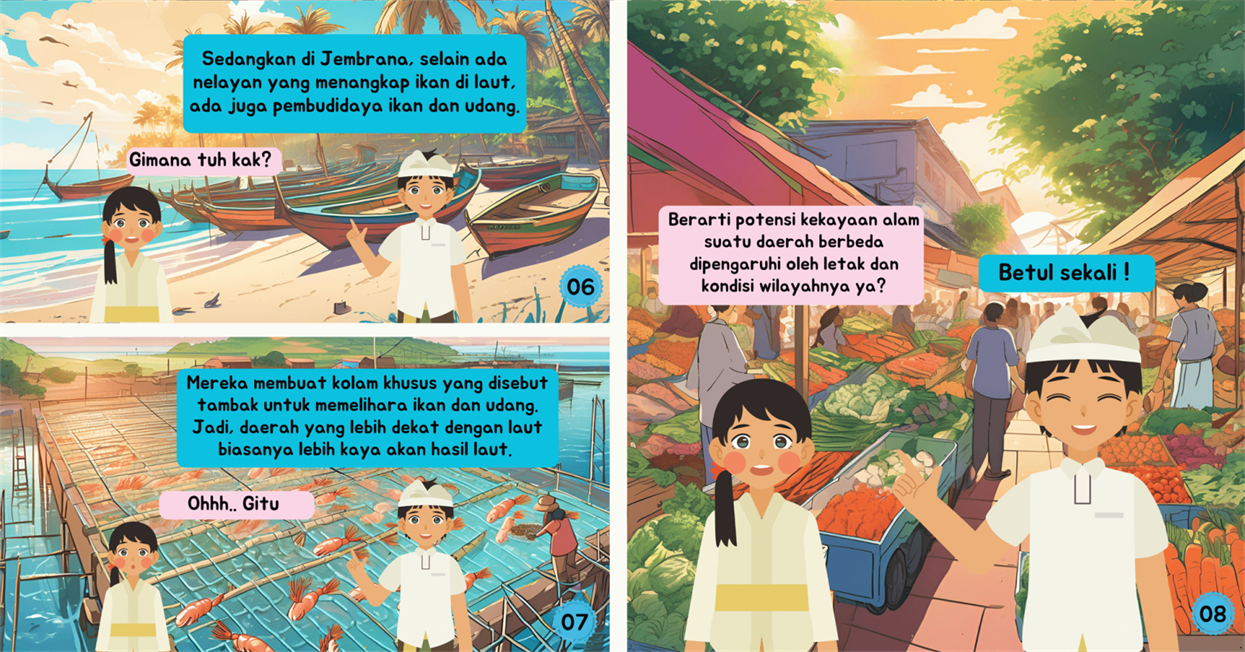 Sedangkan di Jembrana, selain ada
nelayan yang menangkap ikan di laut,
ada juga pembudidaya ikan dan udang.
Gimana tuh kak?
06
Mereka membuat kolam khusus yang disebut
tambak untuk memelihara ikan dan udang.
Jadi, daerah yang lebih dekat dengan laut
biasanya lebih kaya akan hasil laut.
Ohhh.. Gitu
07
Berarti potensi kekayaan alam
suatu daerah berbeda
dipengaruhi oleh letak dan
kondisi wilayahnya ya?
Betul sekali !
08